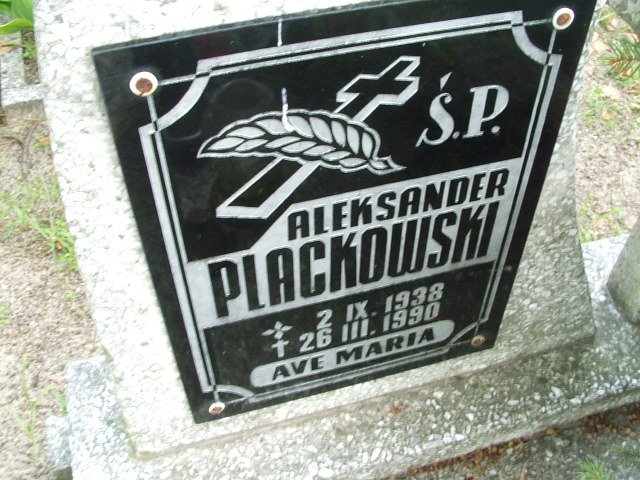 Ś.P.
ALEKSANDER
PLACKOWSKI
2 IX. 1938
† 26 III. 1990
AVE MARIA